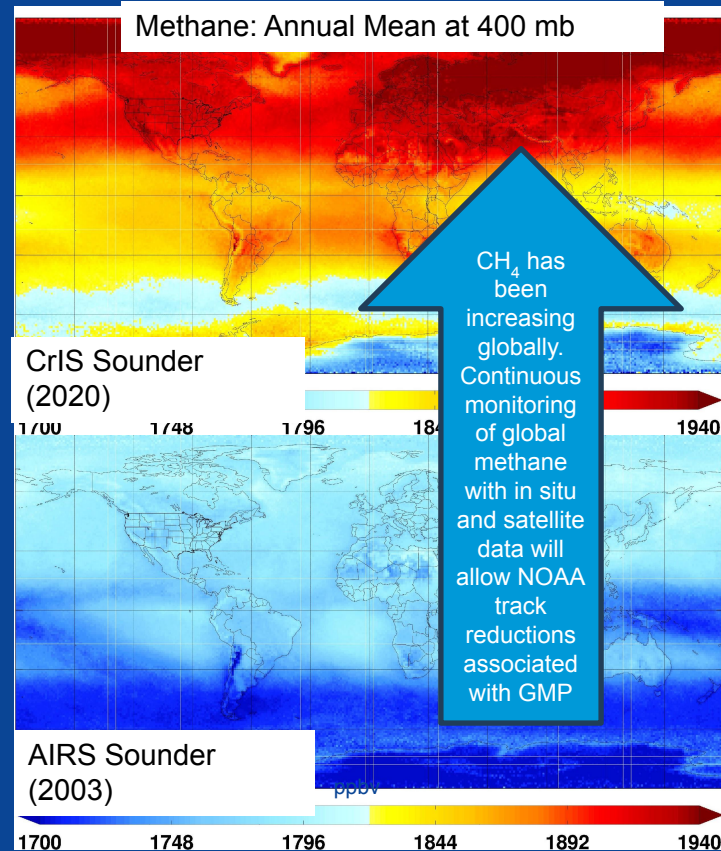 Methane: Annual Mean at 400 mb
CH₄ has
been
increasing
globally.
Continuous
monitoring
of global
methane
with in situ
and satellite
data will
allow NOAA
track
reductions
associated
with GMP
CrIS Sounder
(2020)
1700 1748 1796 184 1940
AIRS Sounder
(2003)
ppbv
1700 1748 1796 1844 1892 1940